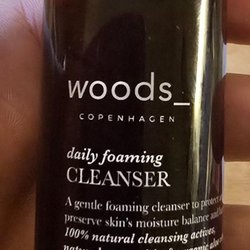 woods_
COPENHAGEN
daily foaming
CLEANSER
A gentle foaming cleanser to protect
preserve skin's moisture balance and
100% natural cleansing actives,